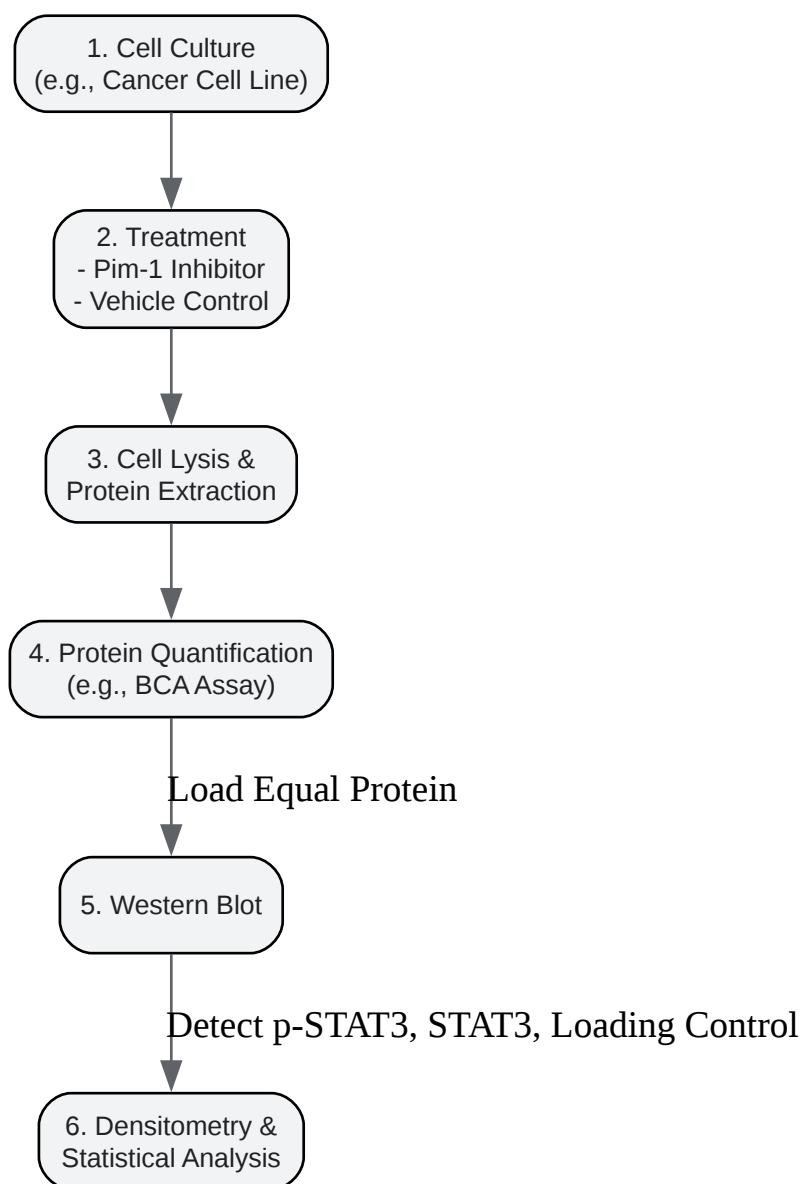 1. Cell Culture
(e.g., Cancer Cell Line)
2. Treatment
- Pim-1 Inhibitor
- Vehicle Control
3. Cell Lysis &
Protein Extraction
4. Protein Quantification
(e.g., BCA Assay)
Load Equal Protein
5. Western Blot
Detect p-STAT3, STAT3, Loading Control
6. Densitometry &
Statistical Analysis